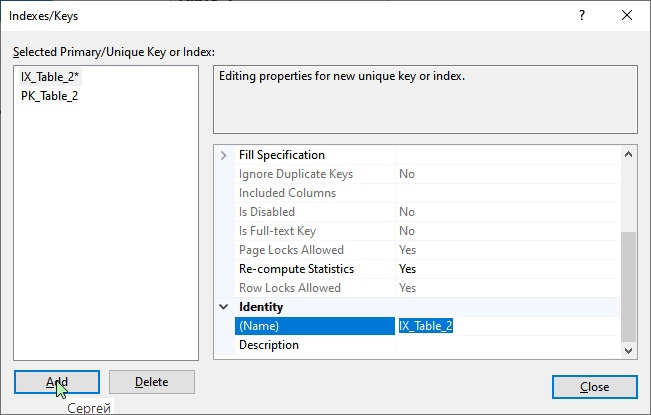 Indexes/Keys
? ×
Selected Primary/Unique Key or Index:
IX_Table_2*
PK_Table_2
Editing properties for new unique key or index.
Fill Specification
Ignore Duplicate Keys No
Included Columns
Is Disabled No
Is Full-text Key No
Page Locks Allowed Yes
Re-compute Statistics Yes
Row Locks Allowed Yes
Identity
(Name) IX_Table_2
Description
Add Delete
Close
Сергей